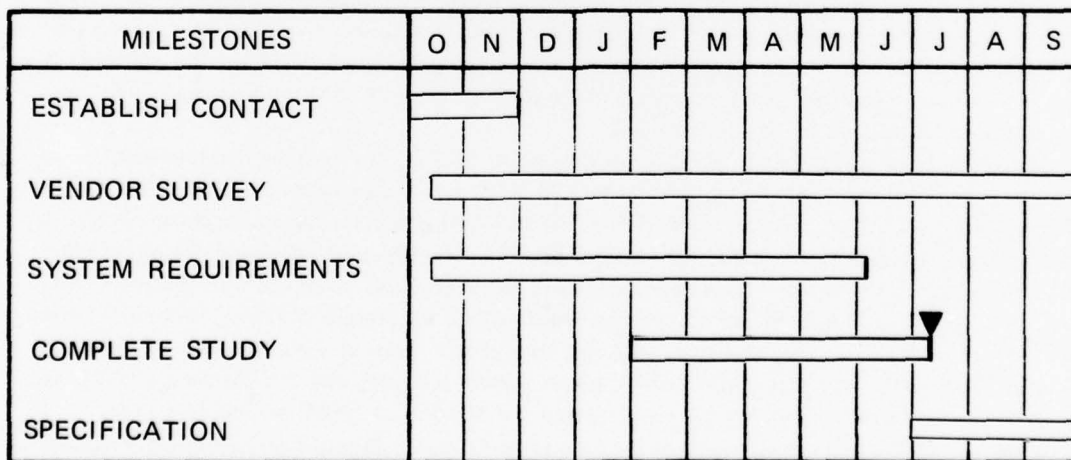 MILESTONES O N D J F M A M J J A S
ESTABLISH CONTACT
VENDOR SURVEY
SYSTEM REQUIREMENTS
COMPLETE STUDY
SPECIFICATION